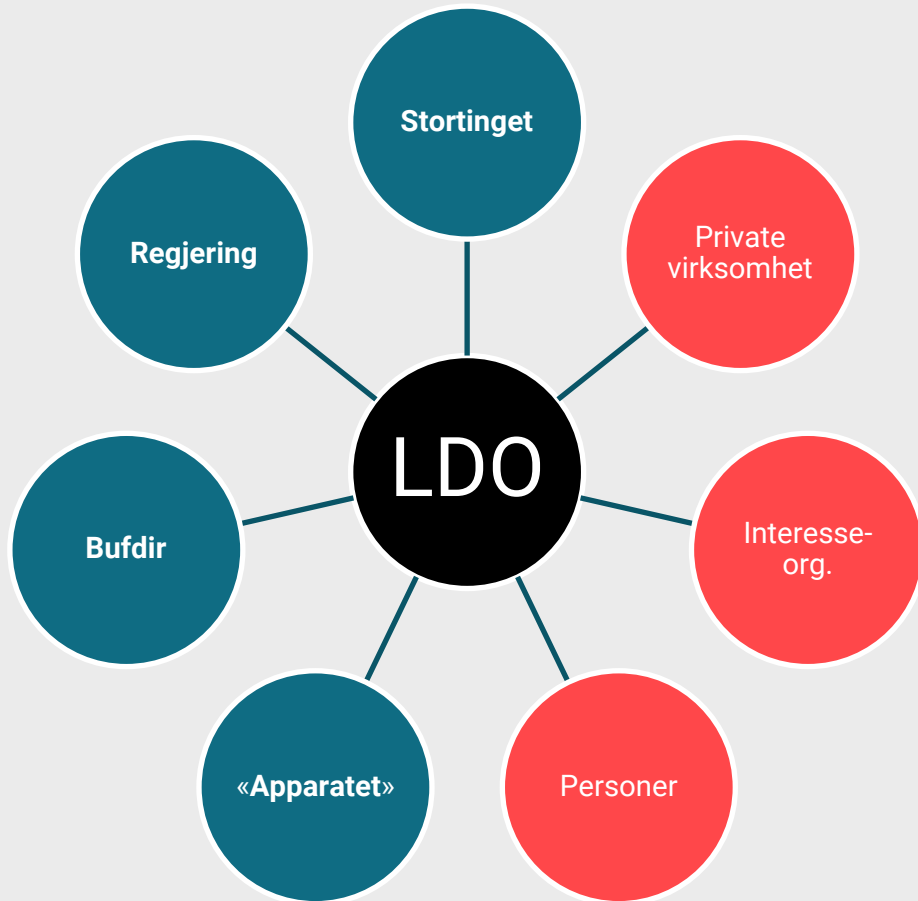 Stortinget
Regjering
Private
virksomhet
LDO
Bufdir
Interesse-
org.
«Apparatet»
Personer